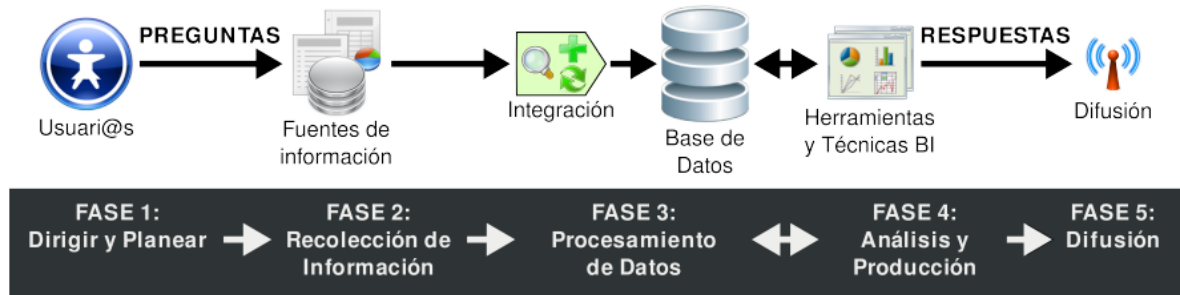 PREGUNTAS
RESPUESTAS
Usuari@s
Fuentes de
información
Integración
Base de
Datos
Herramientas
y Técnicas BI
Difusión
FASE 1:
Dirigir y Planear
FASE 2:
Recolección de
Información
FASE 3:
Procesamiento
de Datos
FASE 4:
Análisis y
Producción
FASE 5:
Difusión